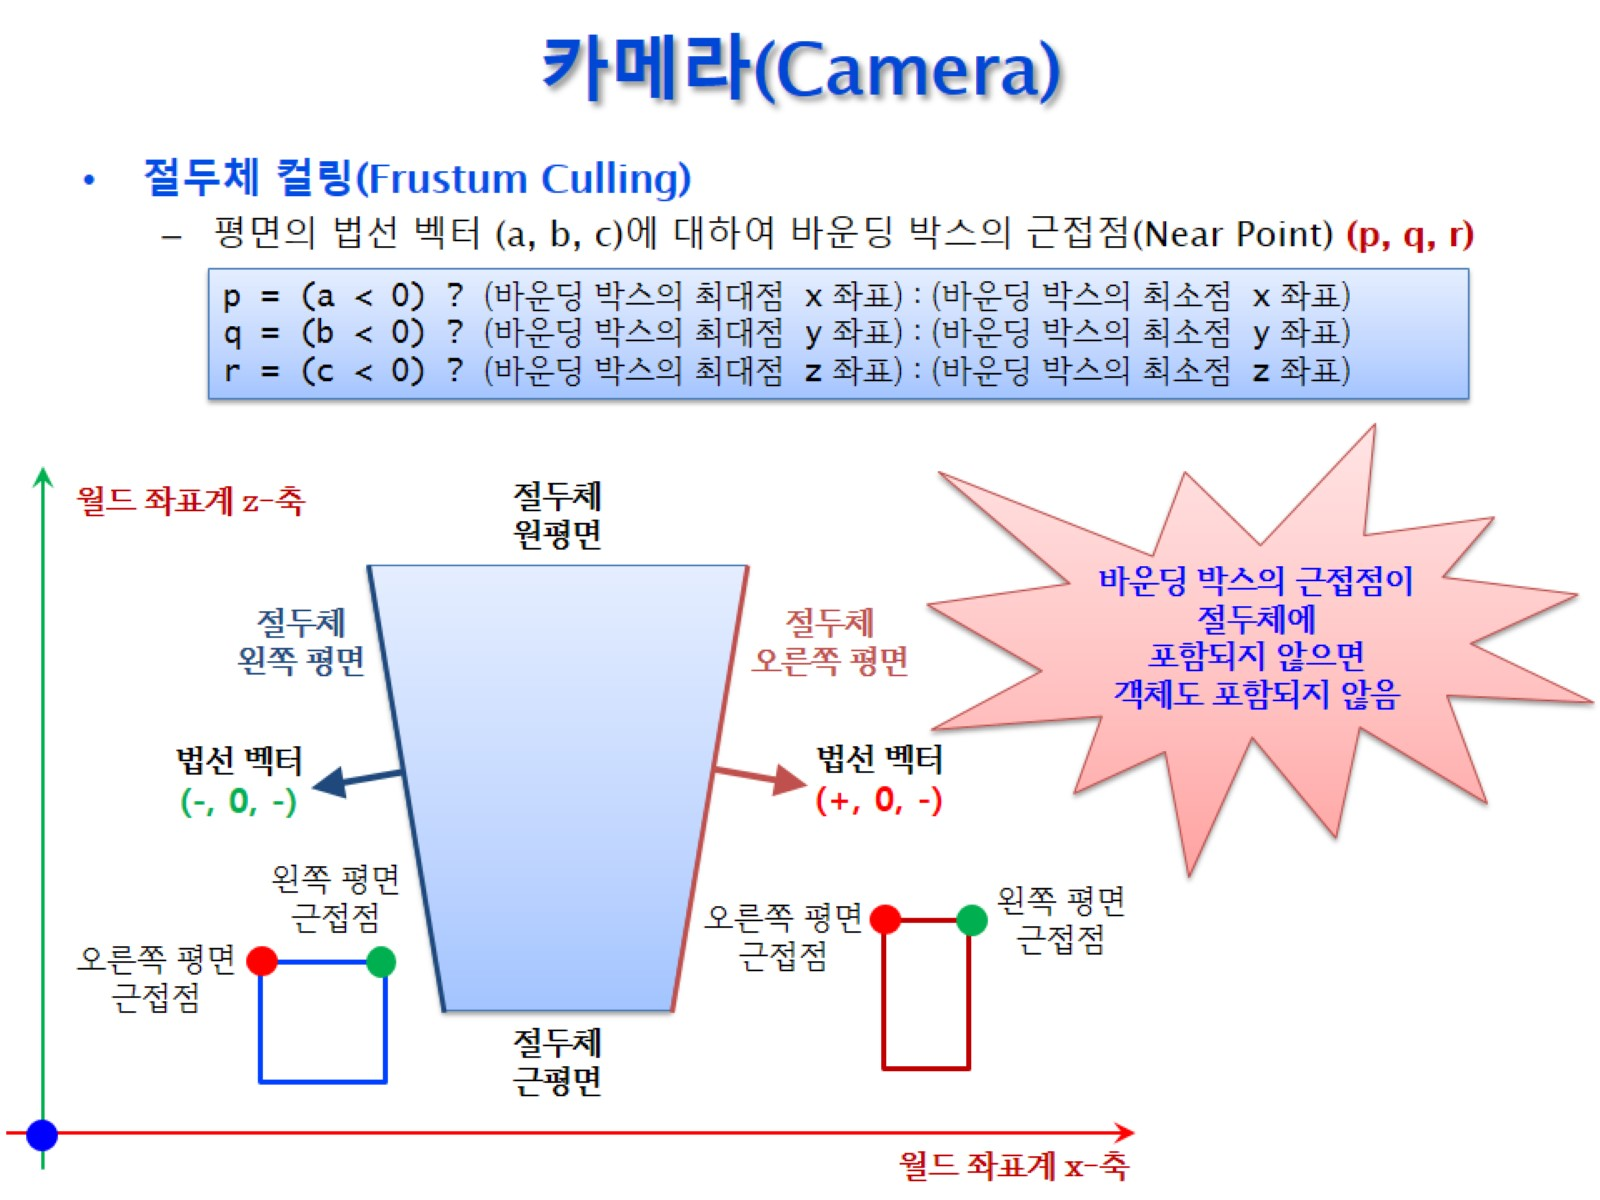 카메라(Camera)
• 절두체 컬링(Frustum Culling)
– 평면의 법선 벡터 (a, b, c)에 대하여 바운딩 박스의 근접점(Near Point) (p, q, r)
p = (a < 0) ? (바운딩 박스의 최대점 x 좌표) : (바운딩 박스의 최소점 x 좌표)
q = (b < 0) ? (바운딩 박스의 최대점 y 좌표) : (바운딩 박스의 최소점 y 좌표)
r = (c < 0) ? (바운딩 박스의 최대점 z 좌표) : (바운딩 박스의 최소점 z 좌표)
월드 좌표계 z-축
절두체
원평면
절두체
왼쪽 평면
절두체
오른쪽 평면
바운딩 박스의 근접점이
절두체에
포함되지 않으면
객체도 포함되지 않음
법선 벡터
(-, 0, -)
법선 벡터
(+, 0, -)
왼쪽 평면
근접점
오른쪽 평면
근접점
오른쪽 평면
근접점
왼쪽 평면
근접점
절두체
근평면
월드 좌표계 x-축